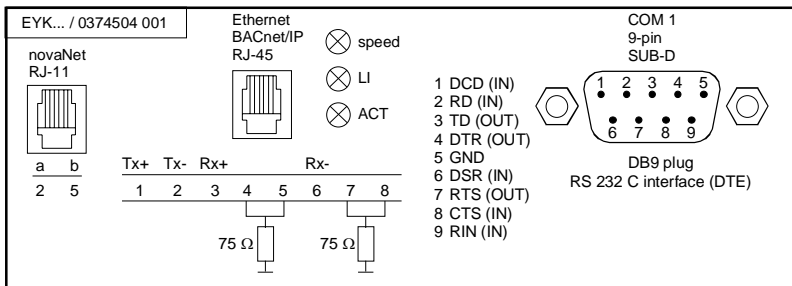 EYK... / 0374504 001
novaNet
RJ-11
a b
2 5
Ethernet
BACnet/IP
RJ-45
speed
LI
ACT
Tx+ Tx- Rx+ Rx-
1 2 3 4 5 6 7 8
75 Ω 75 Ω
1 DCD (IN)
2 RD (IN)
3 TD (OUT)
4 DTR (OUT)
5 GND
6 DSR (IN)
7 RTS (OUT)
8 CTS (IN)
9 RIN (IN)
COM 1
9-pin
SUB-D
1 2 3 4 5
6 7 8 9
DB9 plug
RS 232 C interface (DTE)